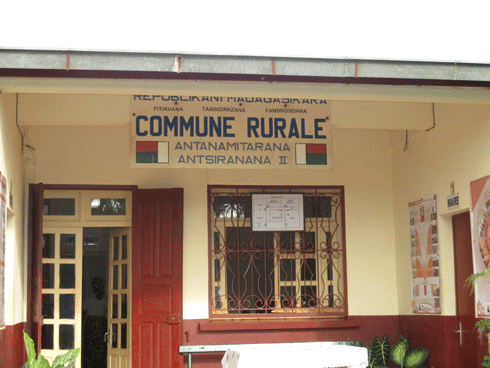 REPOBLIKAN'I MADAGASIKARA
FITIAVANA TANINDRAZANA FANDROSOANA
COMMUNE RURALE
ANTANAMITARANA
ANTSIRANANA II
MAIRE